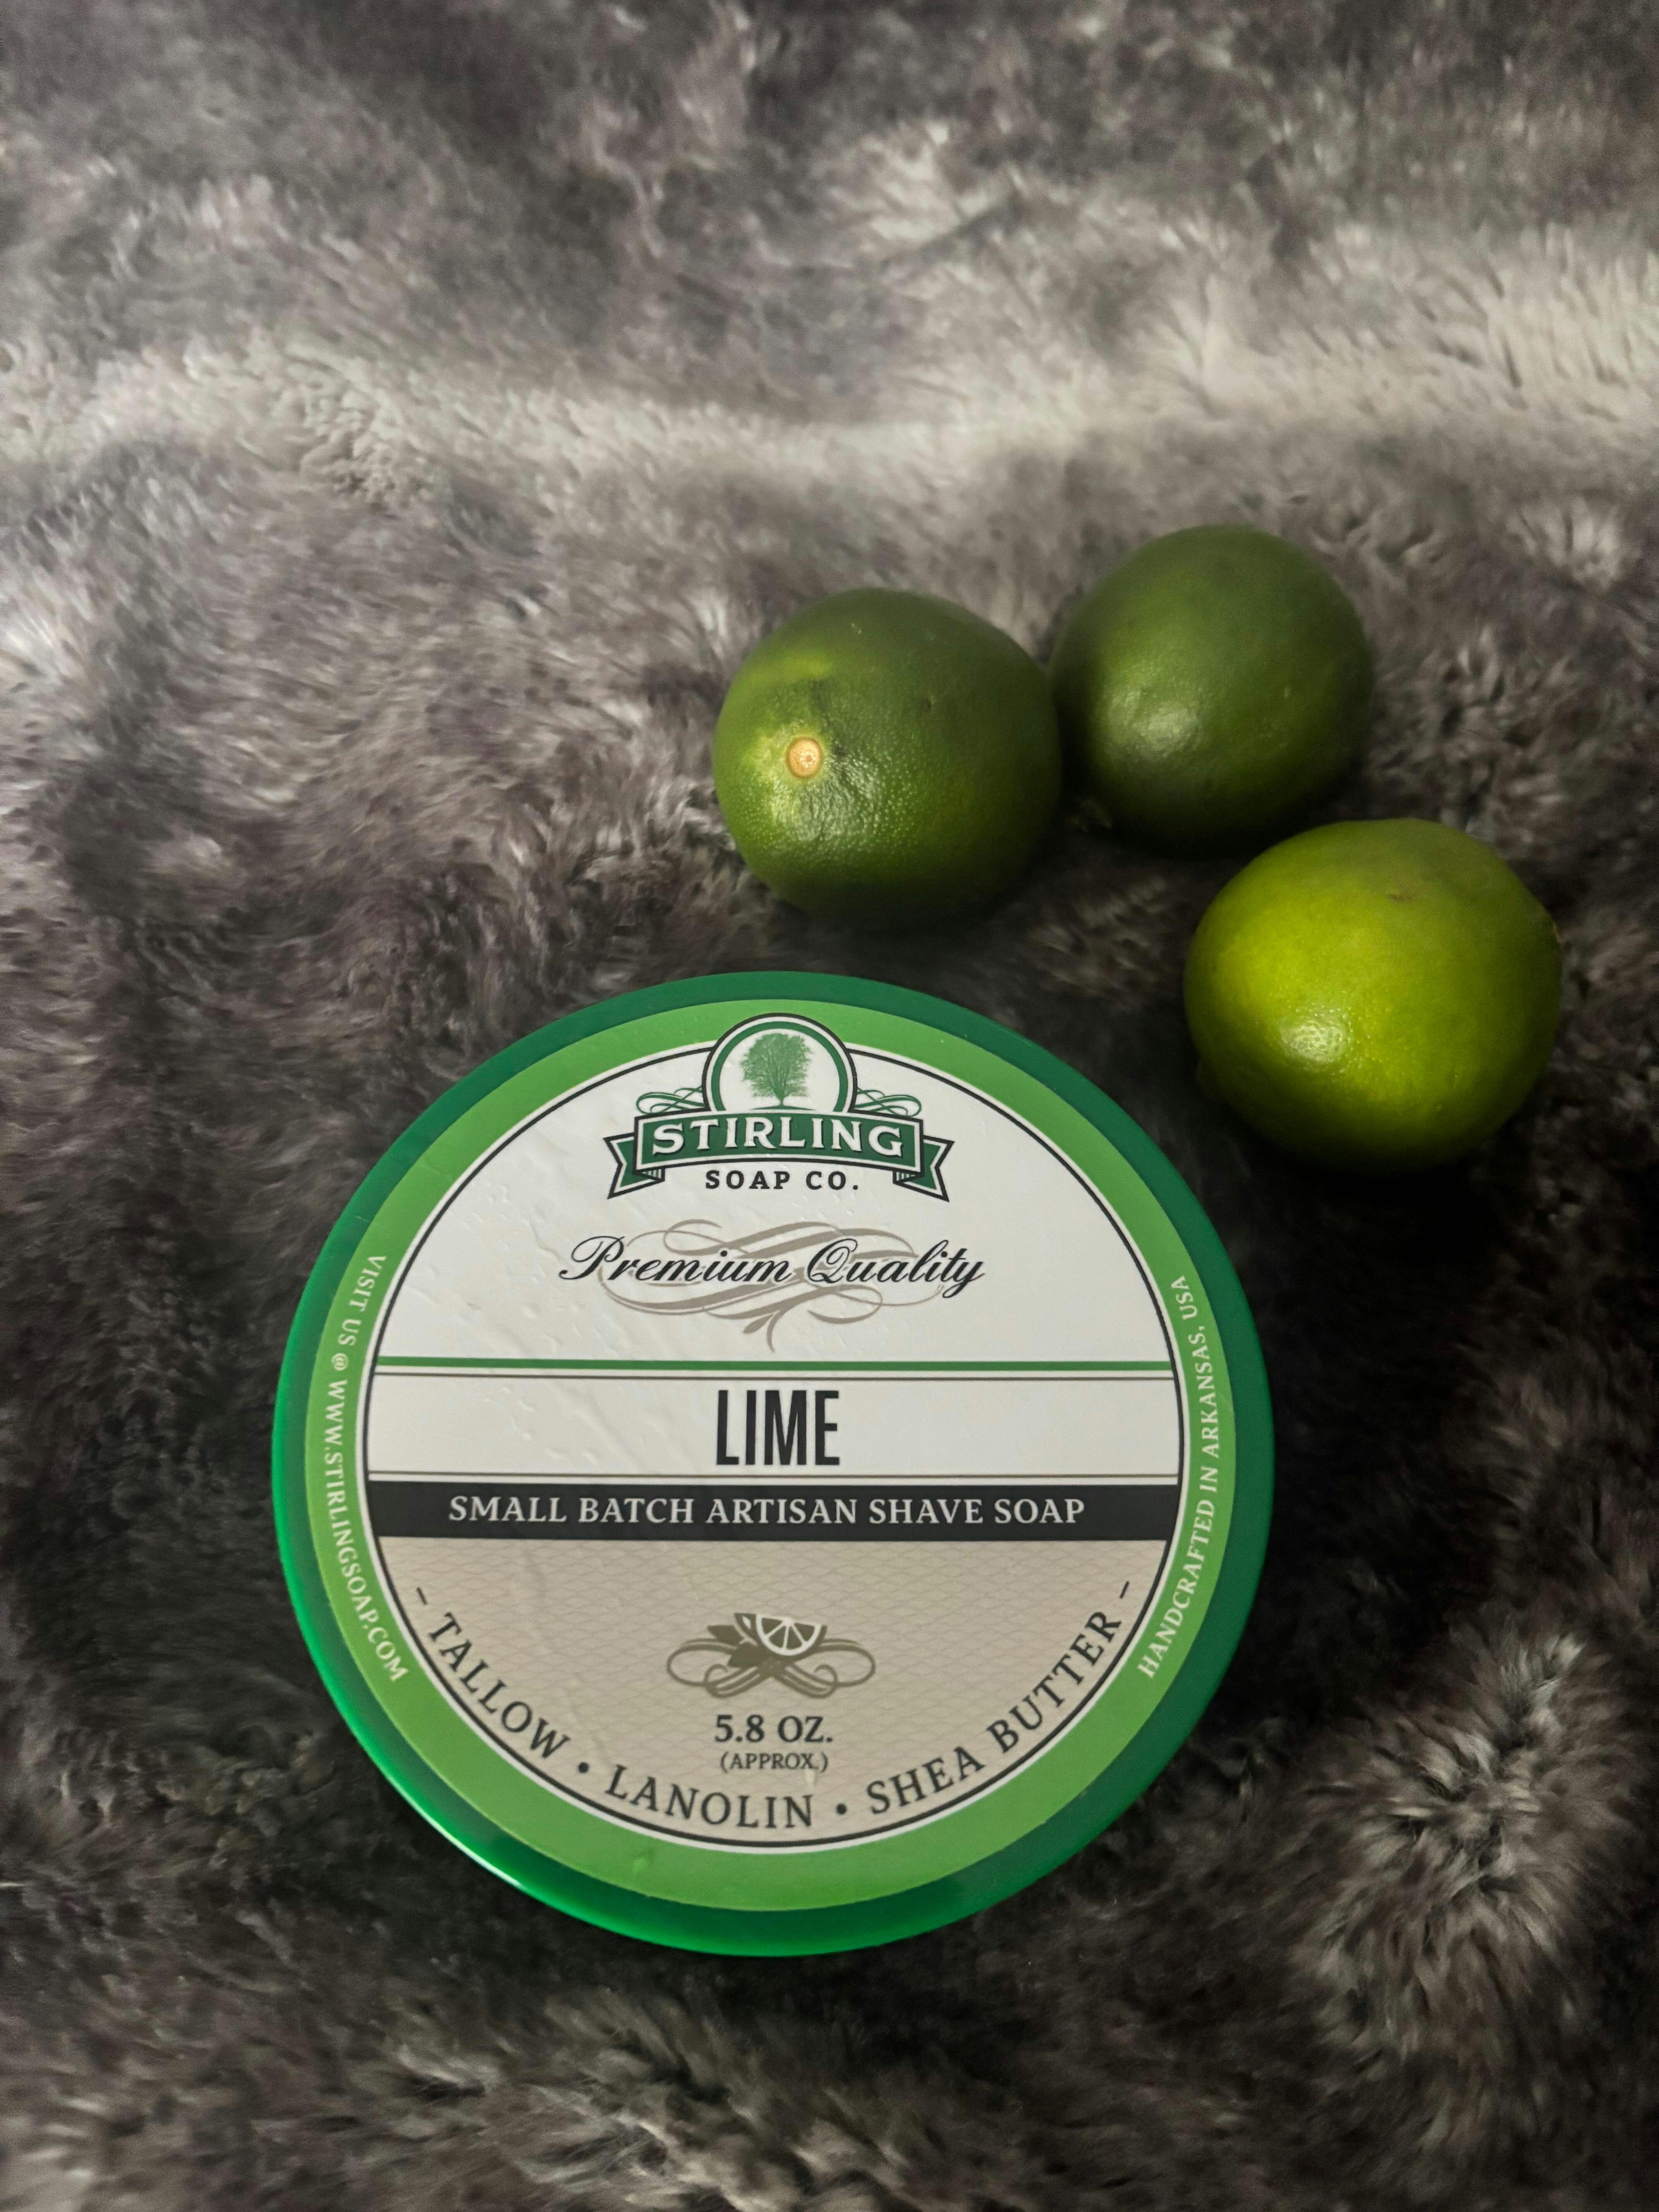 STIRLING
SOAP CO.
Premium Quality
LIME
SMALL BATCH ARTISAN SHAVE SOAP
5.8 OZ.
(APPROX.)
– TALLOW • LANOLIN • SHEA BUTTER –
VISIT US @ WWW.STIRLINGSOAP.COM
HANDCRAFTED IN ARKANSAS, USA